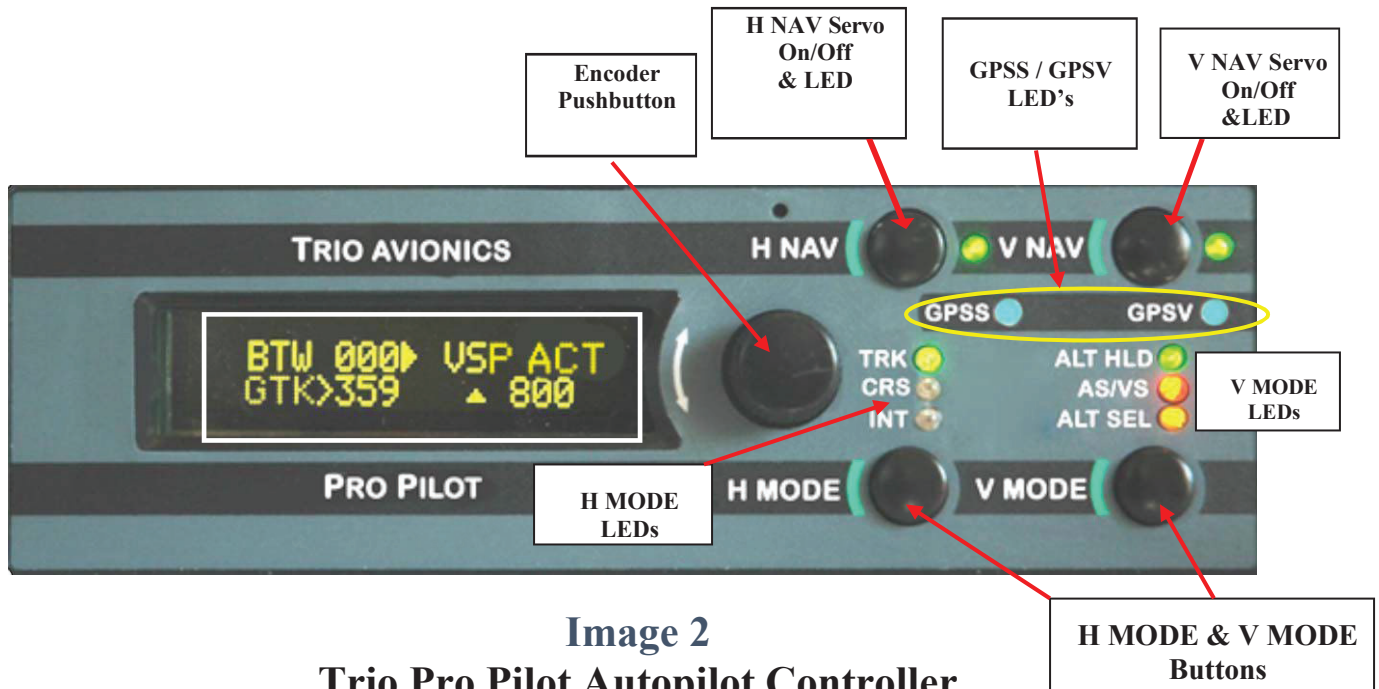 H NAV Servo
On/Off
& LED
Encoder
Pushbutton
GPSS / GPSV
LED’s
V NAV Servo
On/Off
&LED
TRIO AVIONICS
H NAV
V NAV
GPSS
GPSV
BTW 000 VSP ACT
GTK>359 ▲ 800
TRK
CRS
INT
ALT HLD
AS/VS
ALT SEL
V MODE
LEDs
PRO PILOT
H MODE
LEDs
H MODE
V MODE
Image 2
Trio Pro Pilot Autopilot Controller
H MODE & V MODE
Buttons